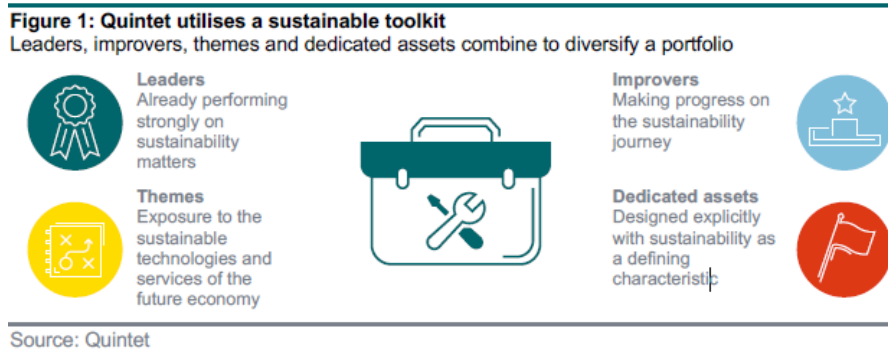 Figure 1: Quintet utilises a sustainable toolkit
Leaders, improvers, themes and dedicated assets combine to diversify a portfolio
Leaders
Already performing
strongly on
sustainability
matters
Improvers
Making progress on
the sustainability
journey
Themes
Exposure to the
sustainable
technologies and
services of the
future economy
Dedicated assets
Designed explicitly
with sustainability as
a defining
characteristic
Source: Quintet